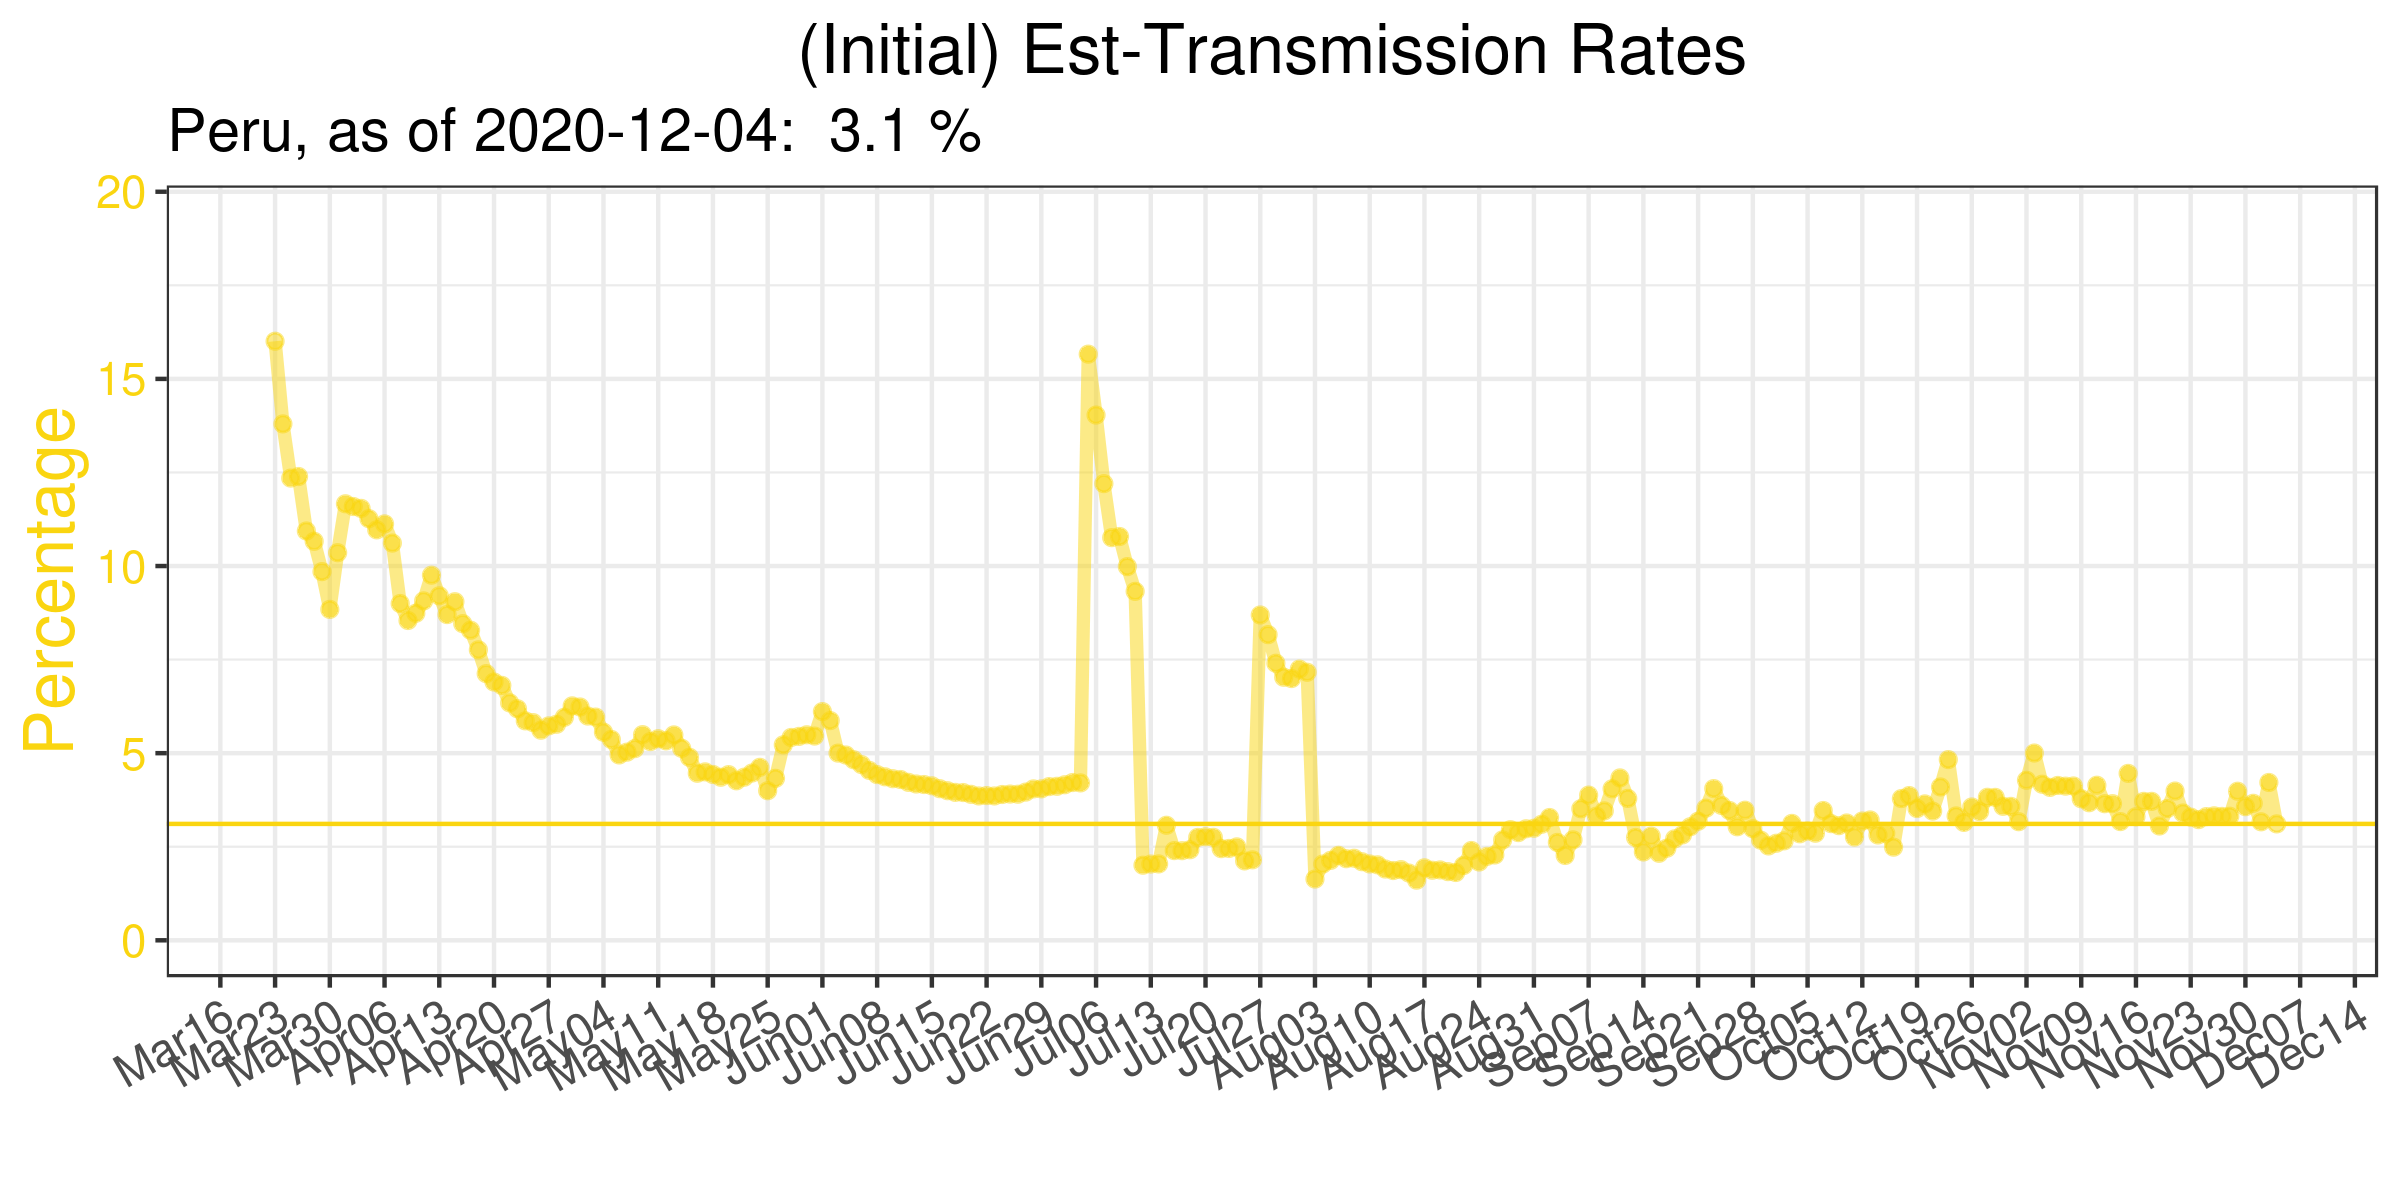 (Initial) Est-Transmission Rates
Peru, as of 2020-12-04:  3.1 %
Percentage
20
15
10
5
0
Mar16
Mar23
Mar30
Apr06
Apr13
Apr20
Apr27
May04
May11
May18
May25
Jun01
Jun08
Jun15
Jun22
Jun29
Jul06
Jul13
Jul20
Jul27
Aug03
Aug10
Aug17
Aug24
Aug31
Sep07
Sep14
Sep21
Sep28
Oct05
Oct12
Oct19
Oct26
Nov02
Nov09
Nov16
Nov23
Nov30
Dec07
Dec14